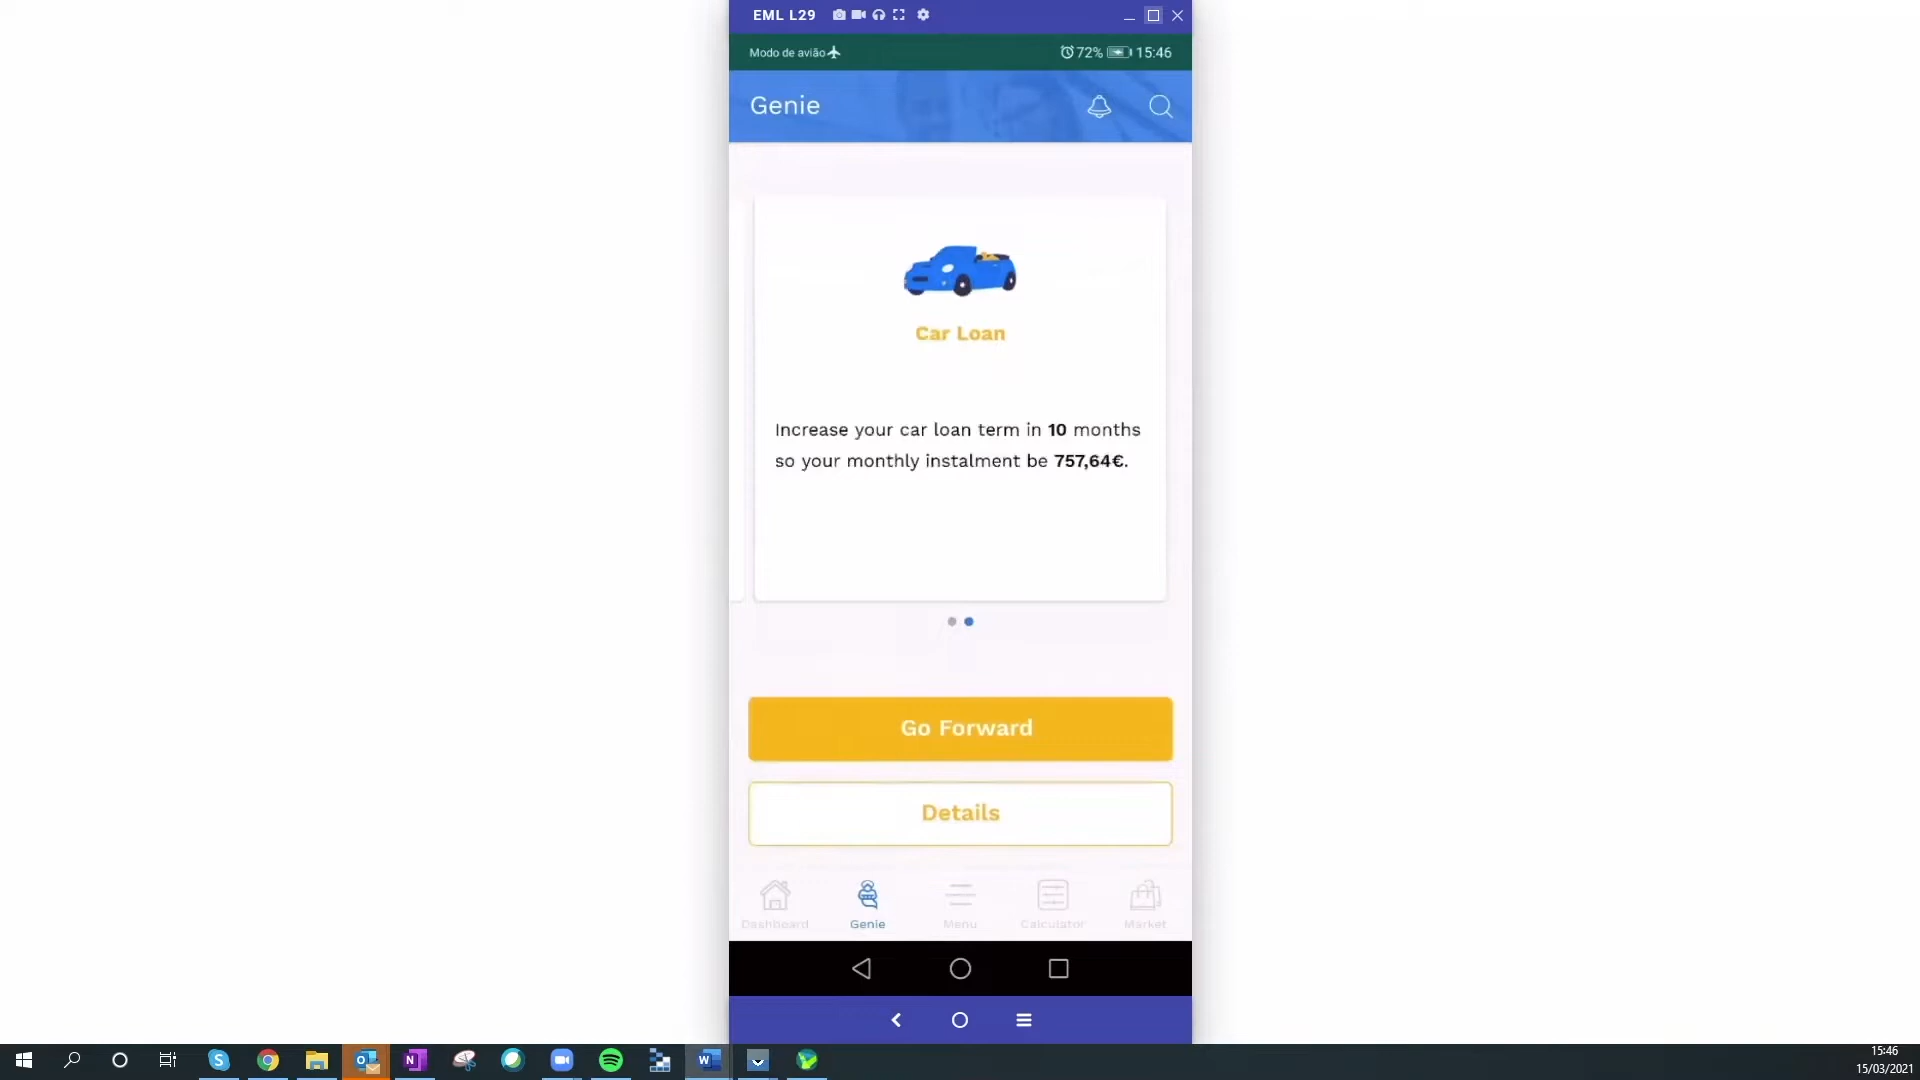 EML L29
Modo de avião 72% 15:46
Genie
Car Loan
Increase your car loan term in 10 months
so your monthly instalment be 757,64€.
Go Forward
Details
Dashboard Genie Menu Calculator Market
15:46
15/03/2021